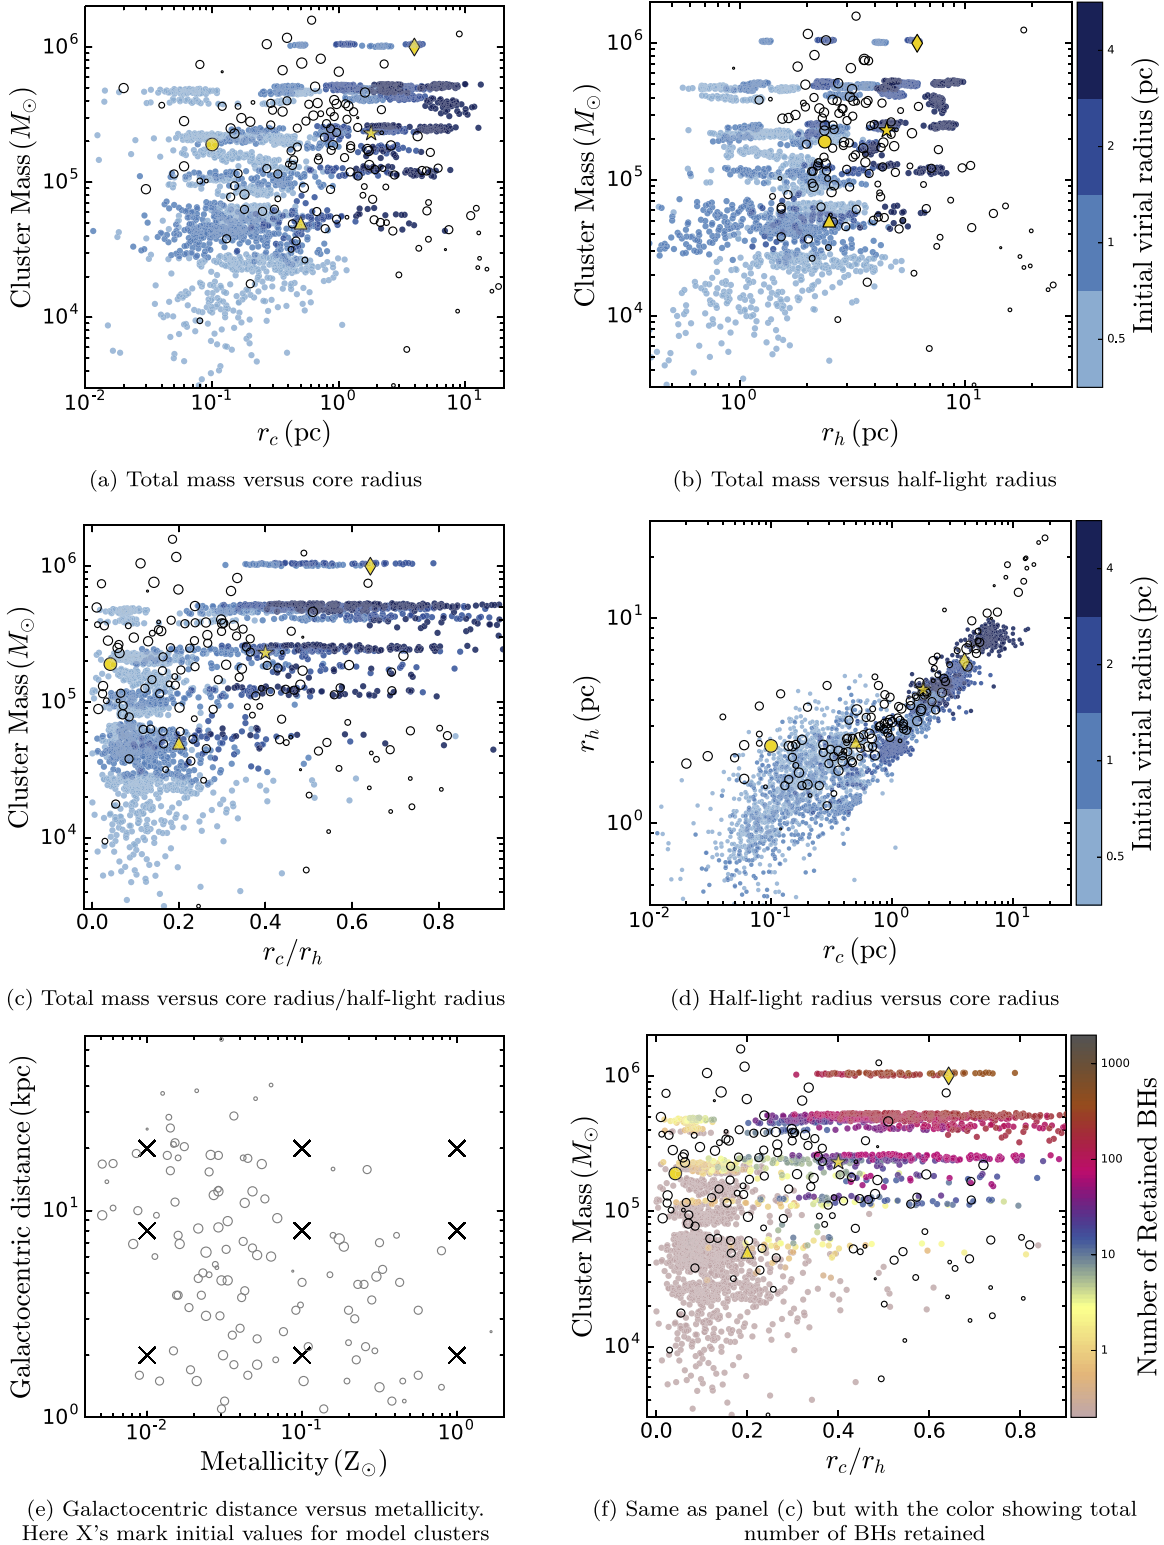 10^6
10^5
10^4
Cluster Mass (M_⊙)
10^-2
10^-1
10^0
10^1
r_c (pc)
(a) Total mass versus core radius
10^6
10^5
10^4
Cluster Mass (M_⊙)
10^0
10^1
r_h (pc)
4
2
1
0.5
Initial virial radius (pc)
(b) Total mass versus half-light radius
10^6
10^5
10^4
Cluster Mass (M_⊙)
0.0
0.2
0.4
0.6
0.8
r_c/r_h
(c) Total mass versus core radius/half-light radius
10^1
10^0
r_h (pc)
10^-2
10^-1
10^0
10^1
r_c (pc)
4
2
1
0.5
Initial virial radius (pc)
(d) Half-light radius versus core radius
10^1
10^0
Galactocentric distance (kpc)
10^-2
10^-1
10^0
Metallicity (Z_⊙)
(e) Galactocentric distance versus metallicity.
Here X's mark initial values for model clusters
10^6
10^5
10^4
Cluster Mass (M_⊙)
0.0
0.2
0.4
0.6
0.8
r_c/r_h
1000
100
10
1
Number of Retained BHs
(f) Same as panel (c) but with the color showing total
number of BHs retained